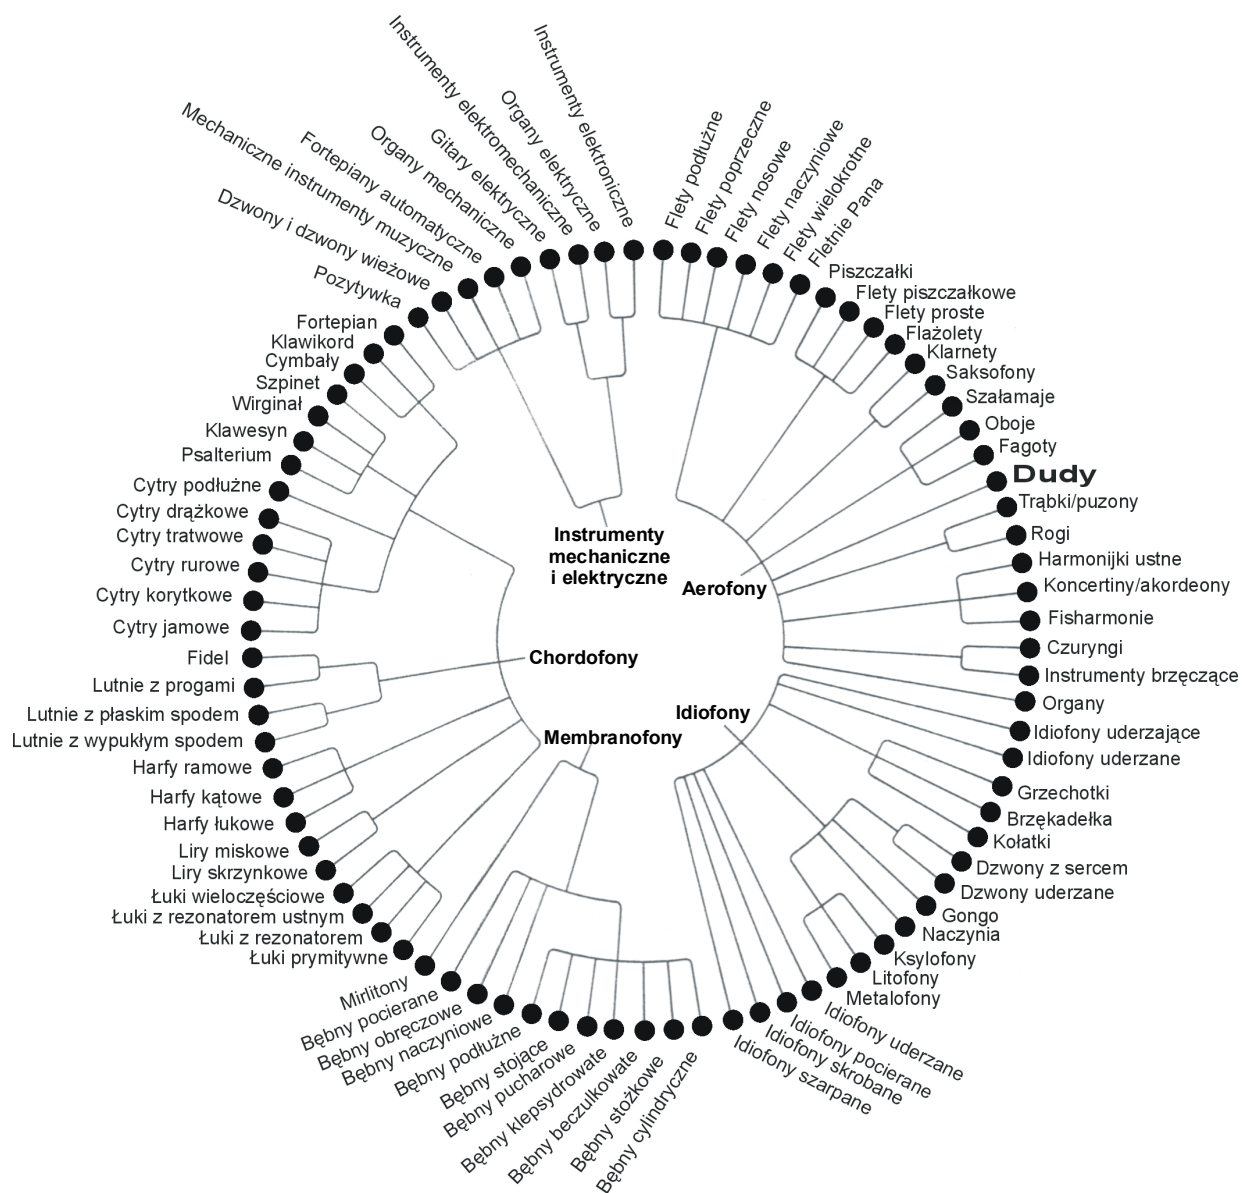 Instrumenty elektroniczne
Organy elektryczne
Instrumenty elektromechaniczne
Gitary elektryczne
Organy mechaniczne
Fortepiany automatyczne
Mechaniczne instrumenty muzyczne
Dzwony i dzwony wieżowe
Pozytywka
Fortepian
Klawikord
Cymbały
Szpinet
Wirginał
Klawesyn
Psalterium
Cytry podłużne
Cytry drążkowe
Cytry tratwowe
Cytry rurowe
Cytry korytkowe
Cytry jamowe
Fidel
Lutnie z progami
Lutnie z płaskim spodem
Lutnie z wypukłym spodem
Harfy ramowe
Harfy kątowe
Harfy łukowe
Liry miskowe
Liry skrzynkowe
Łuki wieloczęściowe
Łuki z rezonatorem ustnym
Łuki z rezonatorem
Łuki prymitywne
Mirlitony
Bębny pocierane
Bębny obręczowe
Bębny naczyniowe
Bębny podłużne
Bębny stojące
Bębny pucharowe
Bębny klepsydrowate
Bębny beczulkowate
Bębny stożkowe
Bębny cylindryczne
Flety podłużne
Flety poprzeczne
Flety nosowe
Flety naczyniowe
Flety wielokrotne
Fletnie Pana
Piszczałki
Flety piszczałkowe
Flety proste
Flażolety
Klarnety
Saksofony
Szałamaje
Oboje
Fagoty
Dudy
Trąbki/puzony
Rogi
Harmonijki ustne
Koncertiny/akordeony
Fisharmonie
Czuryngi
Instrumenty brzęczące
Organy
Idiofony uderzające
Idiofony uderzane
Grzechotki
Brzękadełka
Kołatki
Dzwony z sercem
Dzwony uderzane
Gongo
Naczynia
Ksylofony
Litofony
Metalofony
Idiofony uderzane
Idiofony pocierane
Idiofony skrobane
Idiofony szarpane
Instrumenty
mechaniczne
i elektryczne
Aerofony
Chordofony
Idiofony
Membranofony